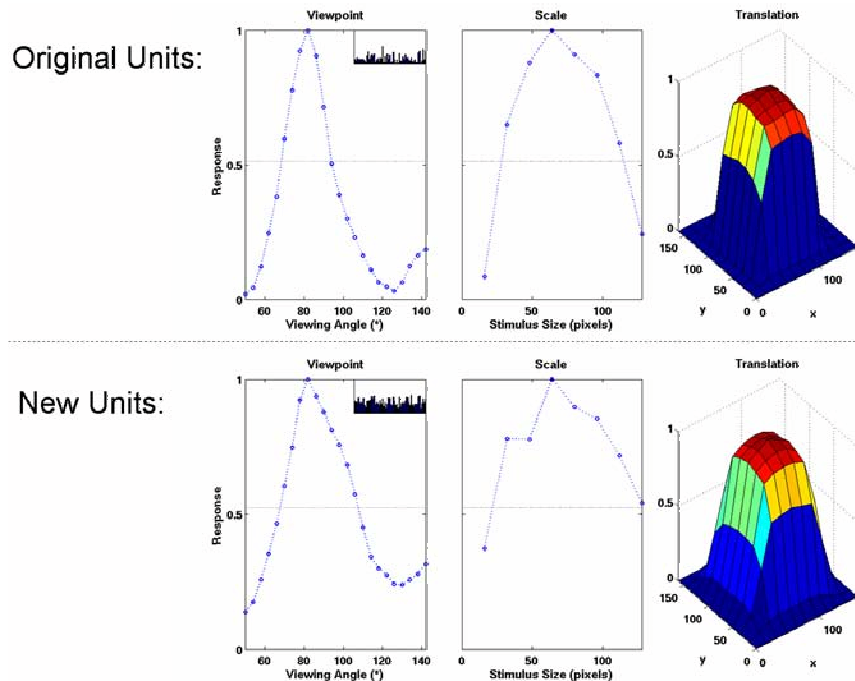 Original Units:
Viewpoint
Response
1
0.5
0
60 80 100 120 140
Viewing Angle (°)
Scale
0 50 100
Stimulus Size (pixels)
Translation
1
0.5
0
150
100
50
0
y
0
100
x
New Units:
Viewpoint
Response
1
0.5
0
60 80 100 120 140
Viewing Angle (°)
Scale
0 50 100
Stimulus Size (pixels)
Translation
1
0.5
0
150
100
50
0
y
0
100
x